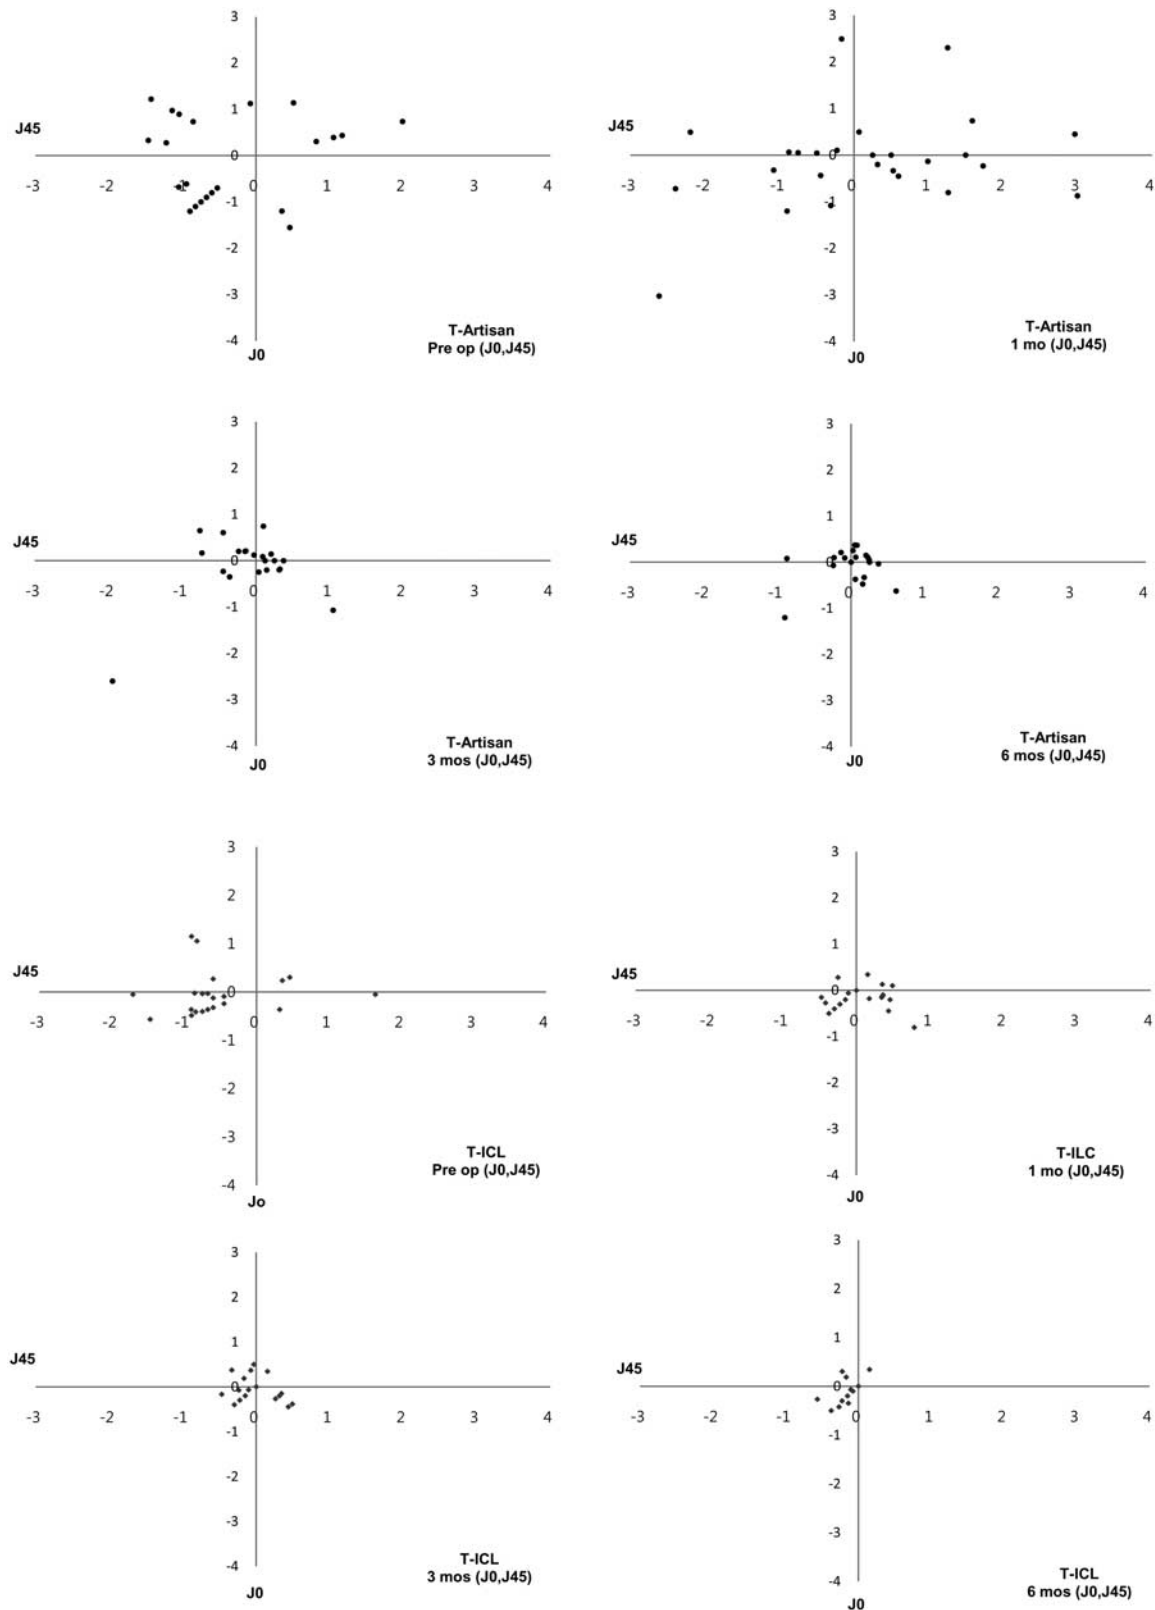 3
2
1
J45
0
-3 -2 -1 0 1 2 3 4
-1
-2
-3
-4
J0
T-Artisan
Pre op (J0,J45)
3
2
1
J45
0
-3 -2 -1 0 1 2 3 4
-1
-2
-3
-4
J0
T-Artisan
1 mo (J0,J45)
3
2
1
J45
0
-3 -2 -1 0 1 2 3 4
-1
-2
-3
-4
J0
T-Artisan
3 mos (J0,J45)
3
2
1
J45
0
-3 -2 -1 0 1 2 3 4
-1
-2
-3
-4
J0
T-Artisan
6 mos (J0,J45)
3
2
1
J45
0
-3 -2 -1 0 1 2 3 4
-1
-2
-3
-4
Jo
T-ICL
Pre op (J0,J45)
3
2
1
J45
0
-3 -2 -1 0 1 2 3 4
-1
-2
-3
-4
J0
T-ILC
1 mo (J0,J45)
3
2
1
J45
0
-3 -2 -1 0 1 2 3 4
-1
-2
-3
-4
J0
T-ICL
3 mos (J0,J45)
3
2
1
J45
0
-3 -2 -1 0 1 2 3 4
-1
-2
-3
-4
J0
T-ICL
6 mos (J0,J45)